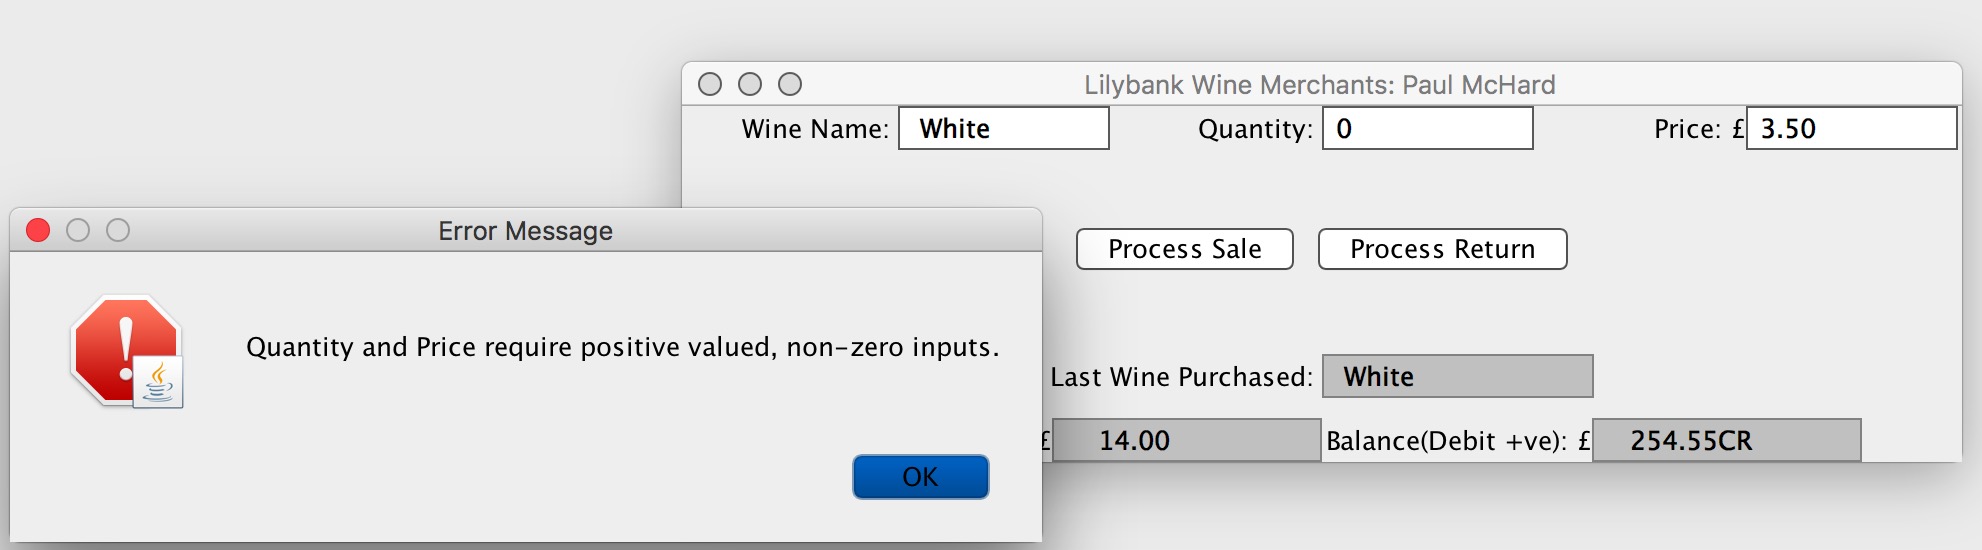 Lilybank Wine Merchants: Paul McHard
Wine Name: White Quantity: 0 Price: £ 3.50
Error Message
Process Sale Process Return
Quantity and Price require positive valued, non-zero inputs.
Last Wine Purchased: White
£ 14.00 Balance(Debit +ve): £ 254.55CR
OK